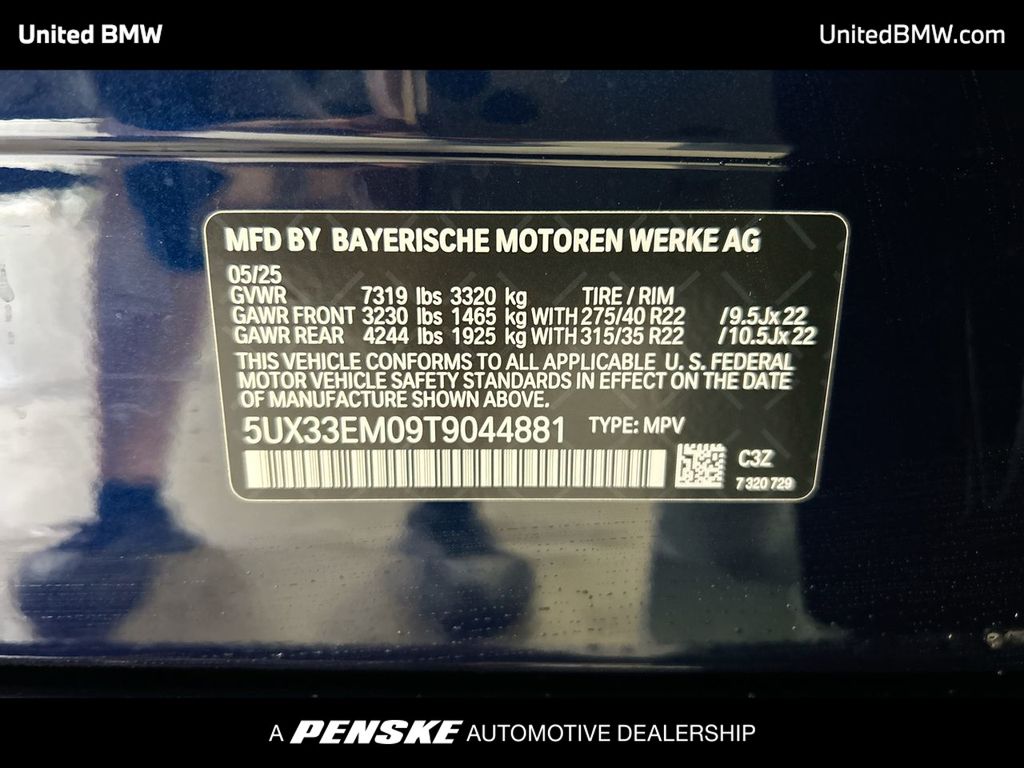 United BMW
UnitedBMW.com
MFD BY BAYERISCHE MOTOREN WERKE AG
05/25
GVWR 7319 lbs 3320 kg TIRE / RIM
GAWR FRONT 3230 lbs 1465 kg WITH 275/40 R22 /9.5Jx22
GAWR REAR 4244 lbs 1925 kg WITH 315/35 R22 /10.5Jx22
THIS VEHICLE CONFORMS TO ALL APPLICABLE U. S. FEDERAL
MOTOR VEHICLE SAFETY STANDARDS IN EFFECT ON THE DATE
OF MANUFACTURE SHOWN ABOVE.
5UX33EM09T9044881 TYPE: MPV
C3Z
7 320 729
A PENSKE AUTOMOTIVE DEALERSHIP